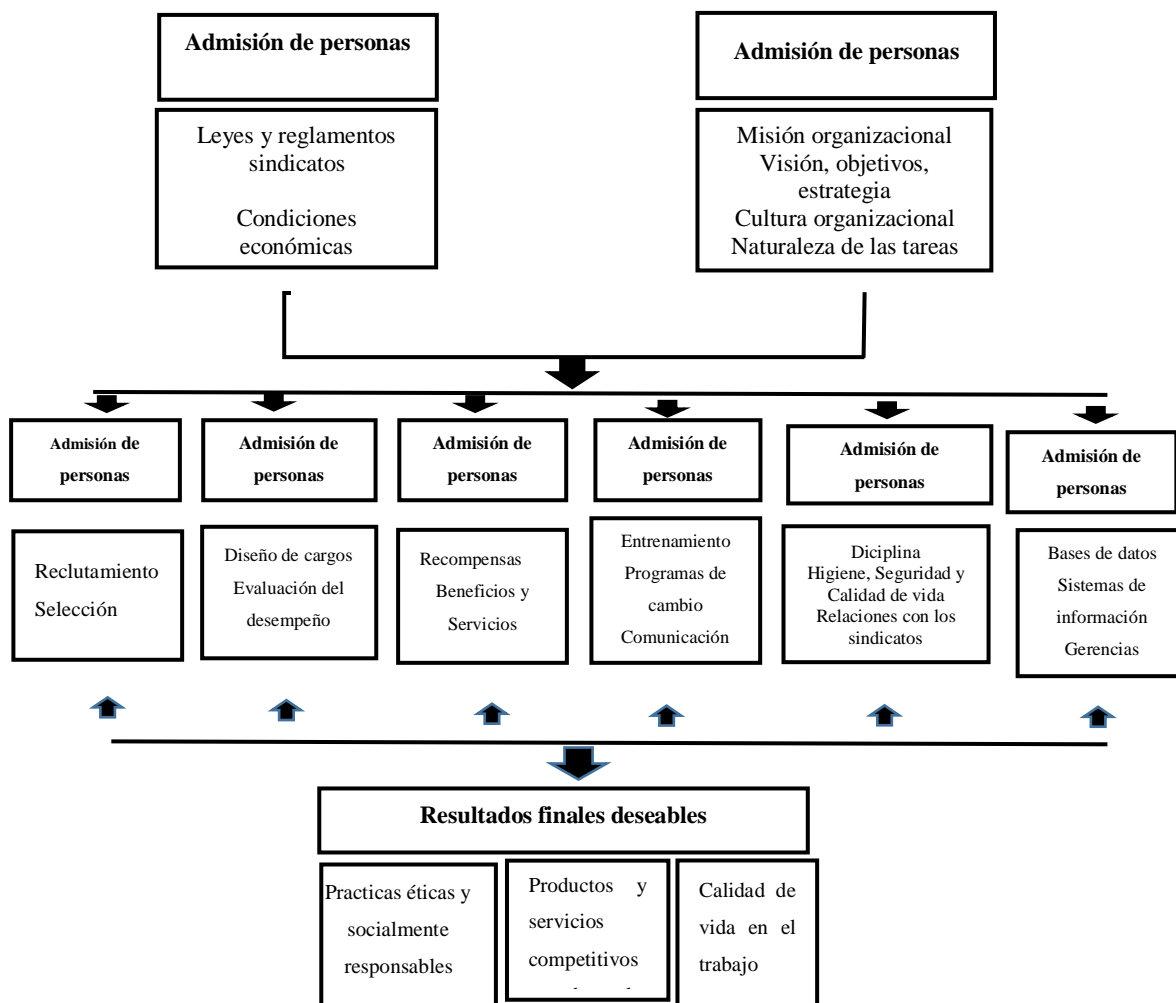 Admisión de personas
Leyes y reglamentos
sindicatos
Condiciones
económicas
Admisión de personas
Misión organizacional
Visión, objetivos,
estrategia
Cultura organizacional
Naturaleza de las tareas
Admisión de
personas
Reclutamiento
Selección
Admisión de
personas
Diseño de cargos
Evaluación del
desempeño
Admisión de
personas
Recompensas
Beneficios y
Servicios
Admisión de
personas
Entrenamiento
Programas de
cambio
Comunicación
Admisión de
personas
Diciplina
Higiene, Seguridad y
Calidad de vida
Relaciones con los
sindicatos
Admisión de
personas
Bases de datos
Sistemas de
información
Gerencias
Resultados finales deseables
Practicas éticas y
socialmente
responsables
Productos y
servicios
competitivos
Calidad de
vida en el
trabajo